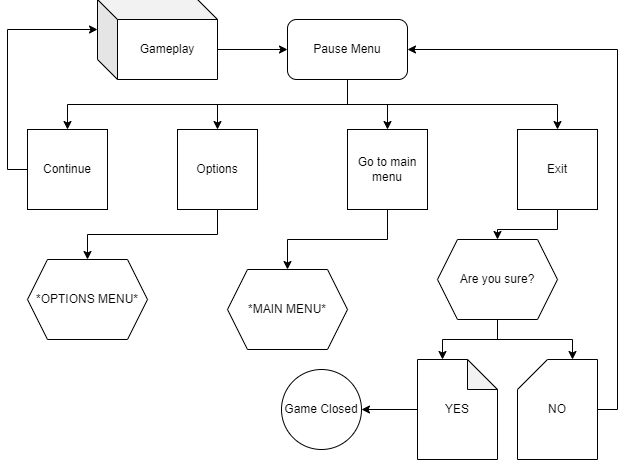 Gameplay
Pause Menu
Continue
Options
Go to main
menu
Exit
*OPTIONS MENU*
*MAIN MENU*
Are you sure?
Game Closed
YES
NO